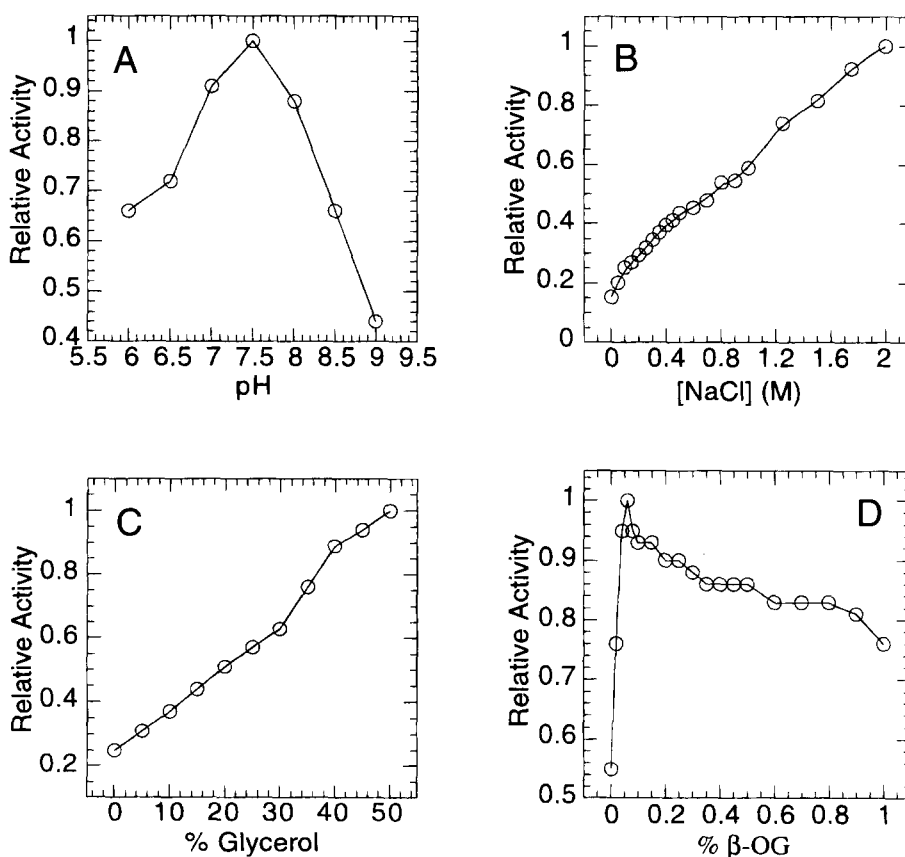 A
Relative Activity
1
0.9
0.8
0.7
0.6
0.5
0.4
5.5 6 6.5 7 7.5 8 8.5 9 9.5
pH
B
Relative Activity
1
0.8
0.6
0.4
0.2
0
0 0.4 0.8 1.2 1.6 2
[NaCl] (M)
C
Relative Activity
1
0.8
0.6
0.4
0.2
0 10 20 30 40 50
% Glycerol
D
Relative Activity
1
0.9
0.8
0.7
0.6
0.5
0 0.2 0.4 0.6 0.8 1
% β-OG